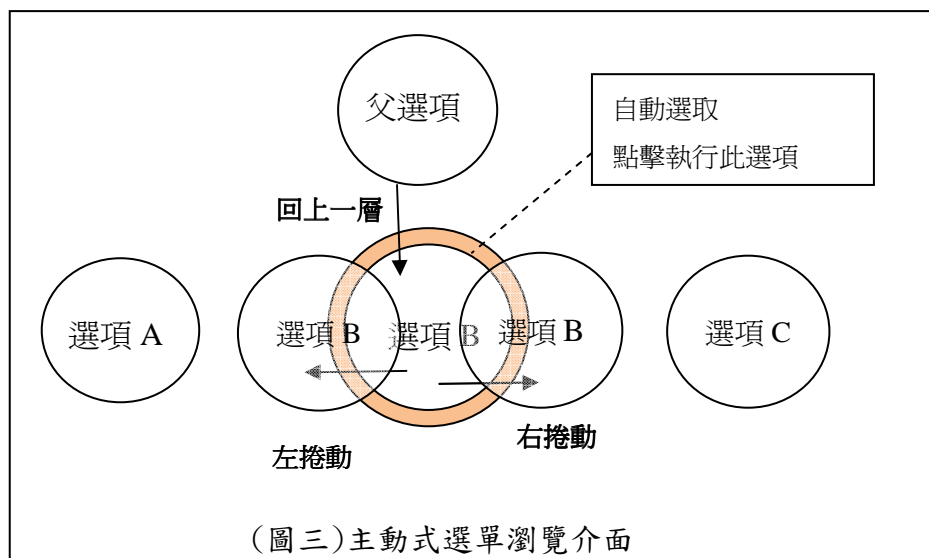 父選項
自動選取
點擊執行此選項
回上一層
選項 A
選項 B
選項 B
選項 B
選項 C
左捲動
右捲動
(圖三)主動式選單瀏覽介面